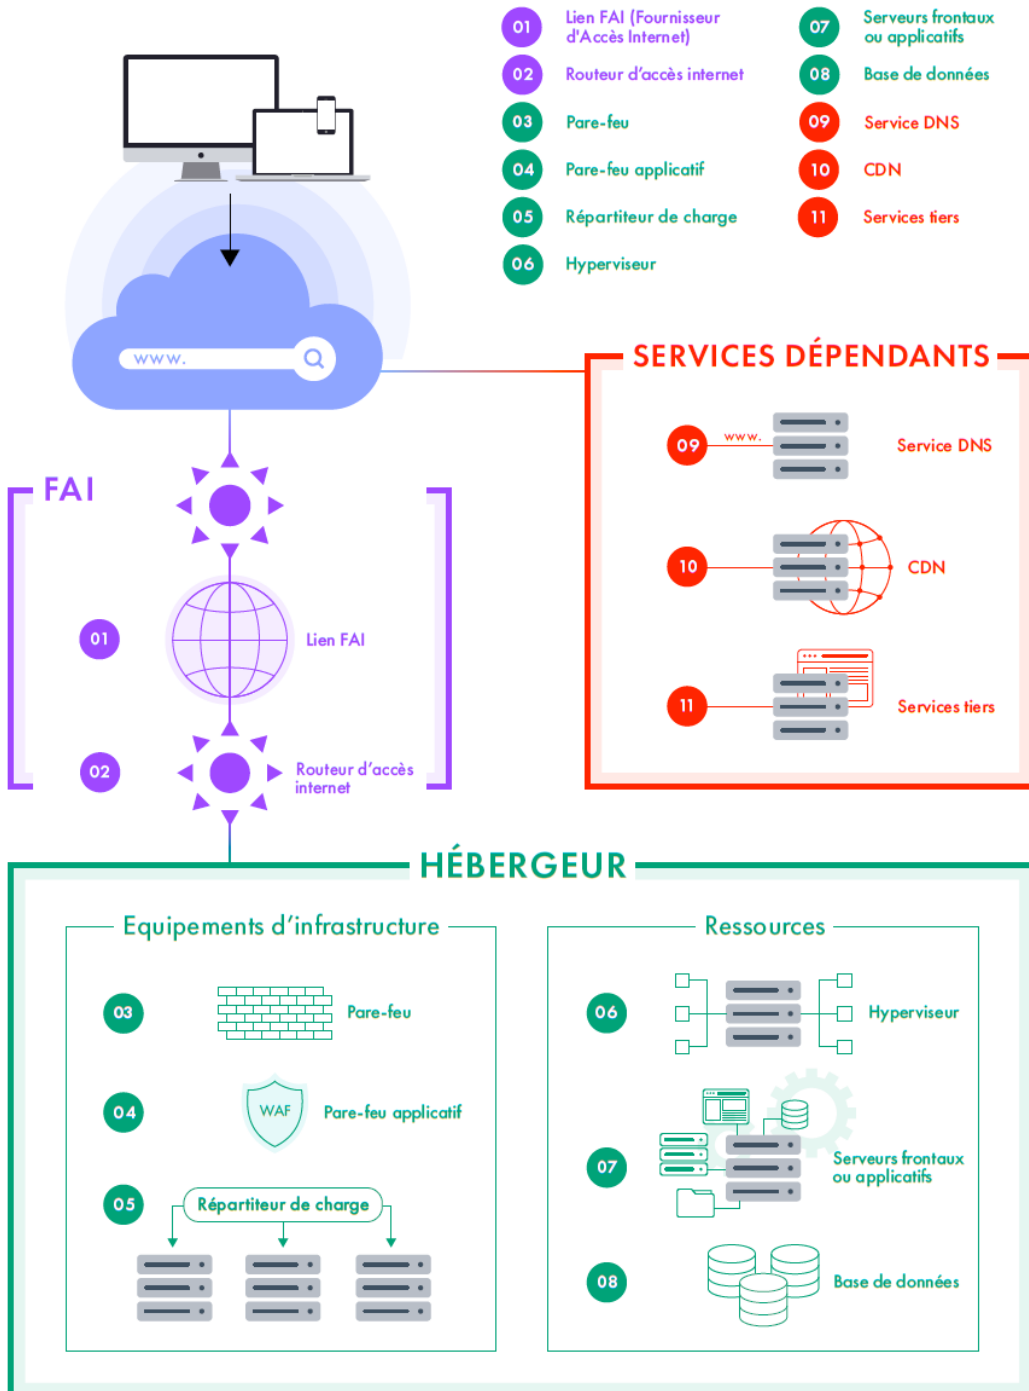 01 Lien FAI (Fournisseur
d'Accès Internet)
02 Routeur d'accès internet
03 Pare-feu
04 Pare-feu applicatif
05 Répartiteur de charge
06 Hyperviseur
07 Serveurs frontaux
ou applicatifs
08 Base de données
09 Service DNS
10 CDN
11 Services tiers
www.
SERVICES DÉPENDANTS
09 www. Service DNS
10 CDN
11 Services tiers
FAI
01 Lien FAI
02 Routeur d'accès
internet
HÉBERGEUR
Equipements d'infrastructure
03 Pare-feu
04 WAF Pare-feu applicatif
05 Répartiteur de charge
Ressources
06 Hyperviseur
07 Serveurs frontaux
ou applicatifs
08 Base de données